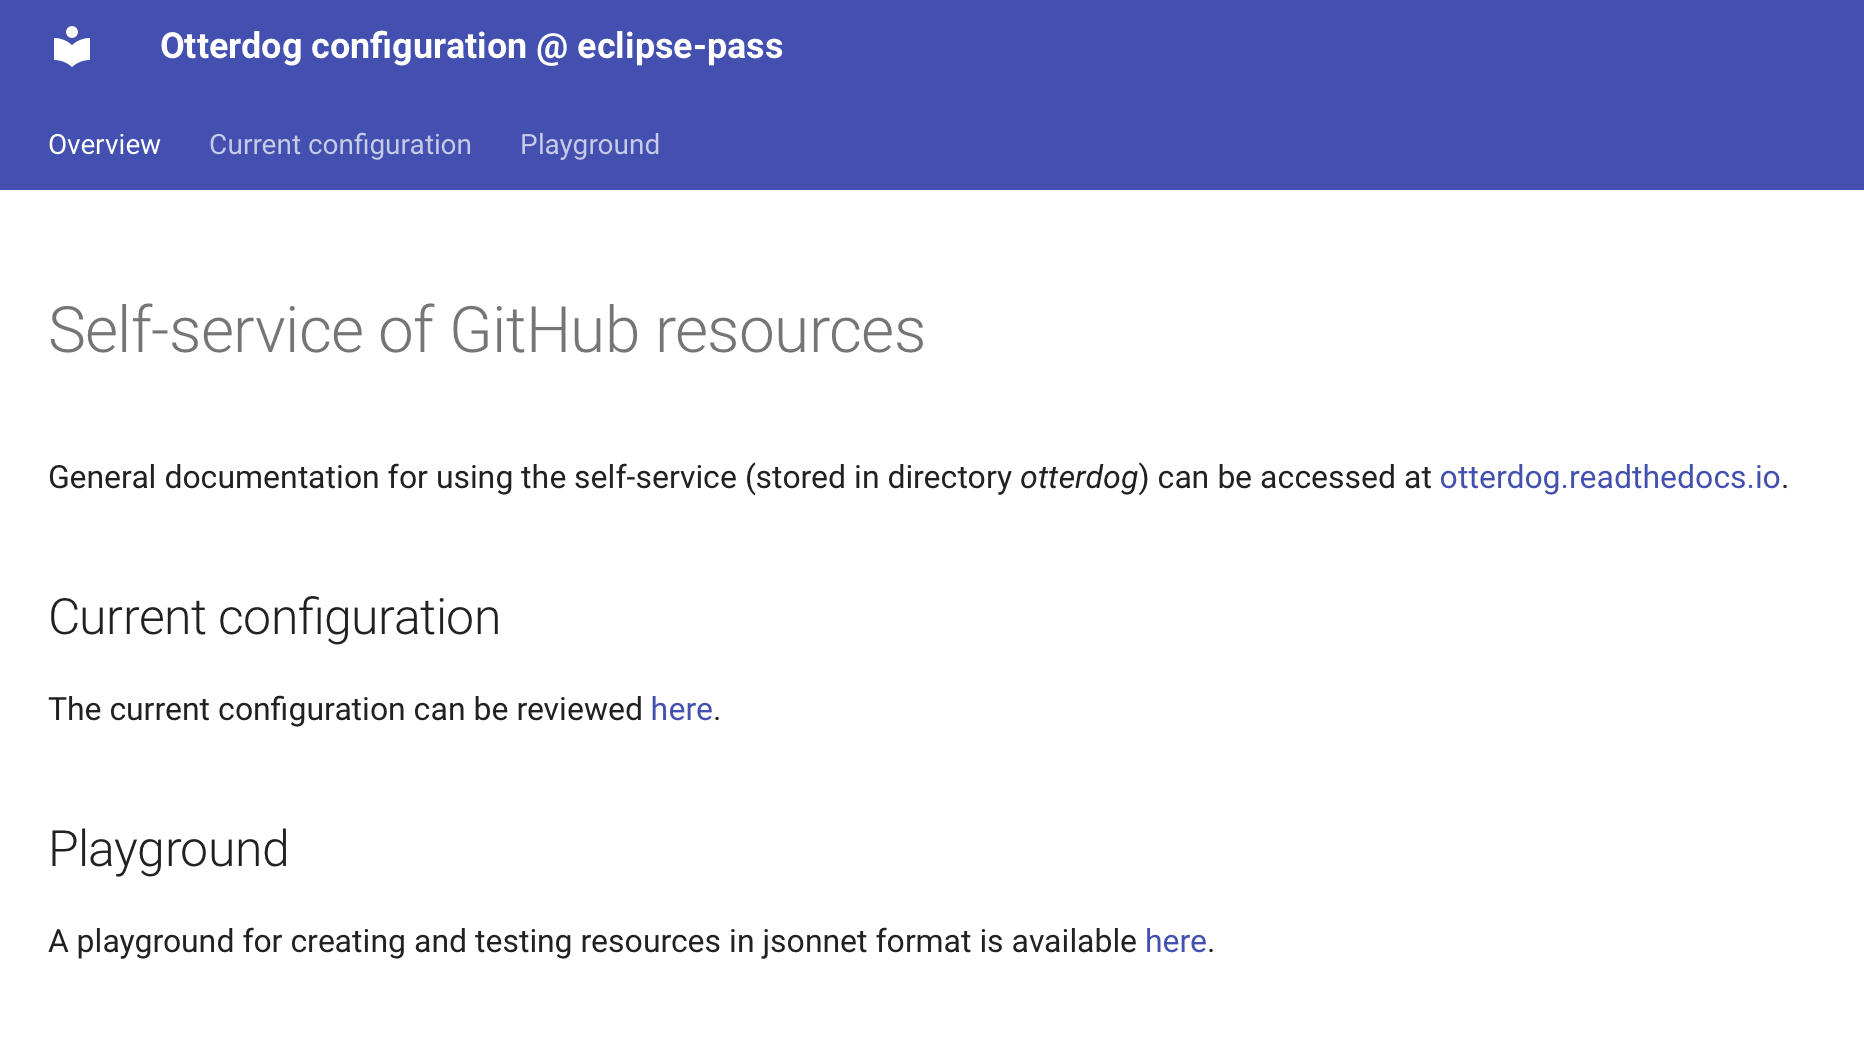 Otterdog configuration @ eclipse-pass
Overview Current configuration Playground
Self-service of GitHub resources
General documentation for using the self-service (stored in directory otterdog) can be accessed at otterdog.readthedocs.io.
Current configuration
The current configuration can be reviewed here.
Playground
A playground for creating and testing resources in jsonnet format is available here.